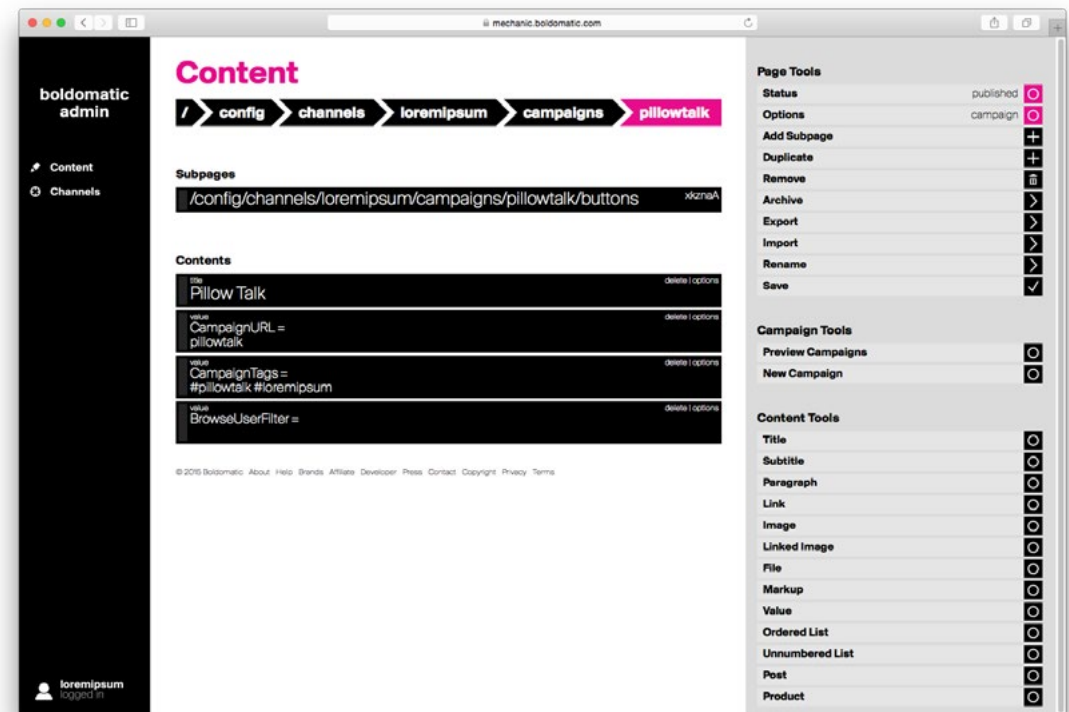 mechanic.boldomatic.com
boldomatic
admin
Content
Channels
loremipsum
logged in
Content
/ config channels loremipsum campaigns pillowtalk
Subpages
/config/channels/loremipsum/campaigns/pillowtalk/buttons xkznaA
Contents
title delete | options
Pillow Talk
value delete | options
CampaignURL =
pillowtalk
value delete | options
CampaignTags =
#pillowtalk #loremipsum
value delete | options
BrowseUserFilter =
© 2015 Boldomatic About Help Brands Affiliate Developer Press Contact Copyright Privacy Terms
Page Tools
Status published
Options campaign
Add Subpage
Duplicate
Remove
Archive
Export
Import
Rename
Save
Campaign Tools
Preview Campaigns
New Campaign
Content Tools
Title
Subtitle
Paragraph
Link
Image
Linked Image
File
Markup
Value
Ordered List
Unnumbered List
Post
Product